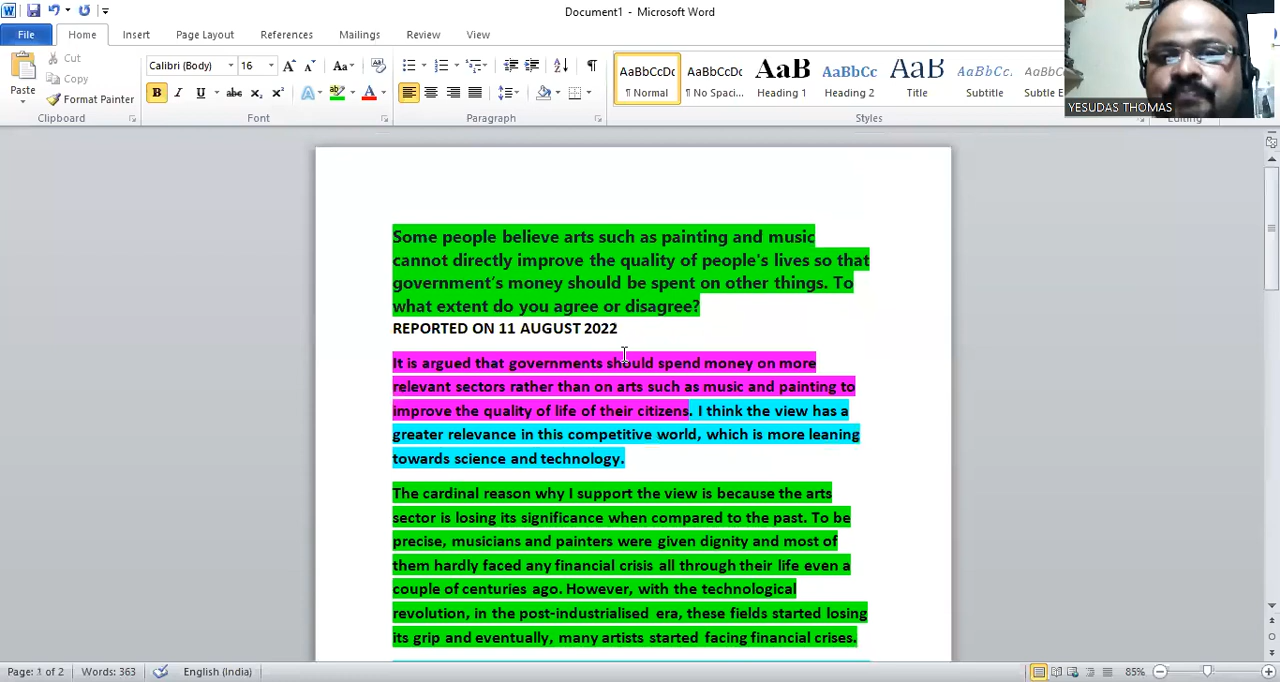 Document1 - Microsoft Word
File Home Insert Page Layout References Mailings Review View
Cut
Copy
Paste
Format Painter
Calibri (Body) 16
AaBbCcDc AaBbCcDc AaB AaBbCc AaB AaBbCc. AaBbCc
¶ Normal ¶ No Spaci... Heading 1 Heading 2 Title Subtitle Subtle E
Clipboard Font Paragraph Styles Editing
YESUDAS THOMAS
Some people believe arts such as painting and music
cannot directly improve the quality of people's lives so that
government's money should be spent on other things. To
what extent do you agree or disagree?
REPORTED ON 11 AUGUST 2022
It is argued that governments should spend money on more
relevant sectors rather than on arts such as music and painting to
improve the quality of life of their citizens. I think the view has a
greater relevance in this competitive world, which is more leaning
towards science and technology.
The cardinal reason why I support the view is because the arts
sector is losing its significance when compared to the past. To be
precise, musicians and painters were given dignity and most of
them hardly faced any financial crisis all through their life even a
couple of centuries ago. However, with the technological
revolution, in the post-industrialised era, these fields started losing
its grip and eventually, many artists started facing financial crises.
Page: 1 of 2 Words: 363 English (India) 85%